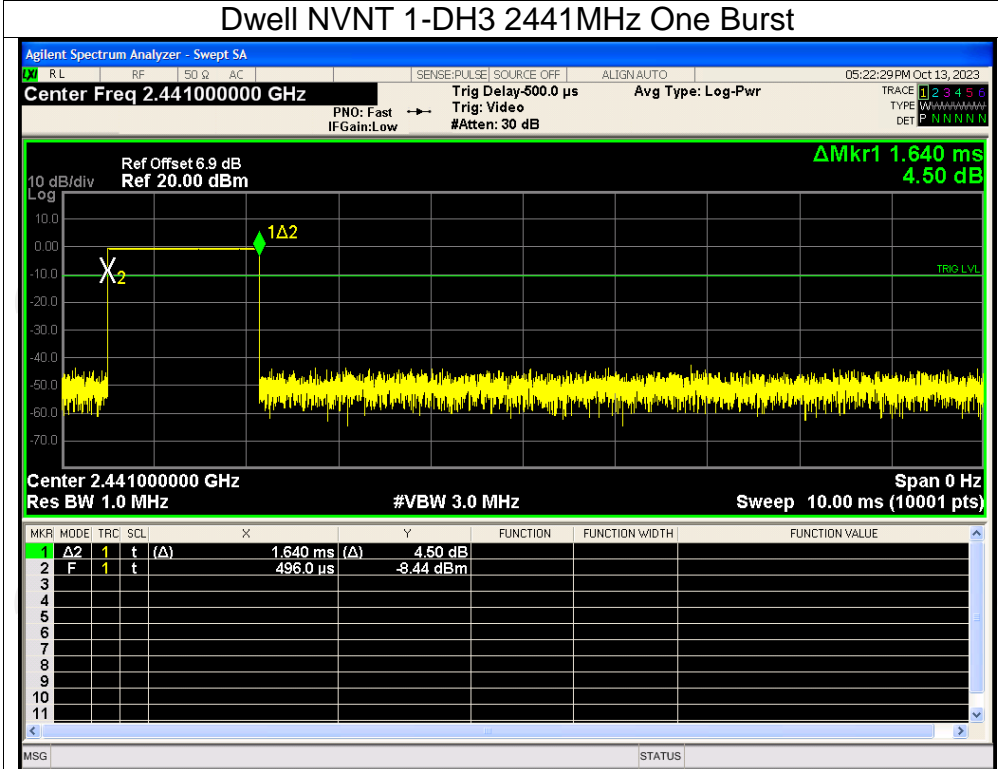 Dwell NVNT 1-DH3 2441MHz One Burst
Agilent Spectrum Analyzer - Swept SA
LXI RL RF 50 Ω AC SENSE:PULSE SOURCE OFF ALIGN AUTO 05:22:29 PM Oct 13, 2023
Center Freq 2.441000000 GHz Trig Delay-500.0 µs Avg Type: Log-Pwr TRACE 1 2 3 4 5 6
PNO: Fast Trig: Video TYPE WWWWWW
IFGain:Low #Atten: 30 dB DET P N N N N N
ΔMkr1 1.640 ms
4.50 dB
Ref Offset 6.9 dB
10 dB/div Ref 20.00 dBm
Log
10.0
1Δ2
0.00
-10.0
2
TRIG LVL
-20.0
-30.0
-40.0
-50.0
-60.0
-70.0
Center 2.441000000 GHz Span 0 Hz
Res BW 1.0 MHz #VBW 3.0 MHz Sweep 10.00 ms (10001 pts)
MKR MODE TRC SCL X Y FUNCTION FUNCTION WIDTH FUNCTION VALUE
1 Δ2 1 t (Δ) 1.640 ms (Δ) 4.50 dB
2 F 1 t 496.0 µs -8.44 dBm
3
4
5
6
7
8
9
10
11
MSG STATUS